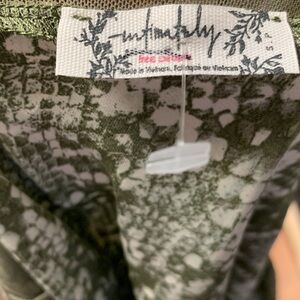 intimately
free people
Made in Vietnam, Fabriqué au Vietnam
S P